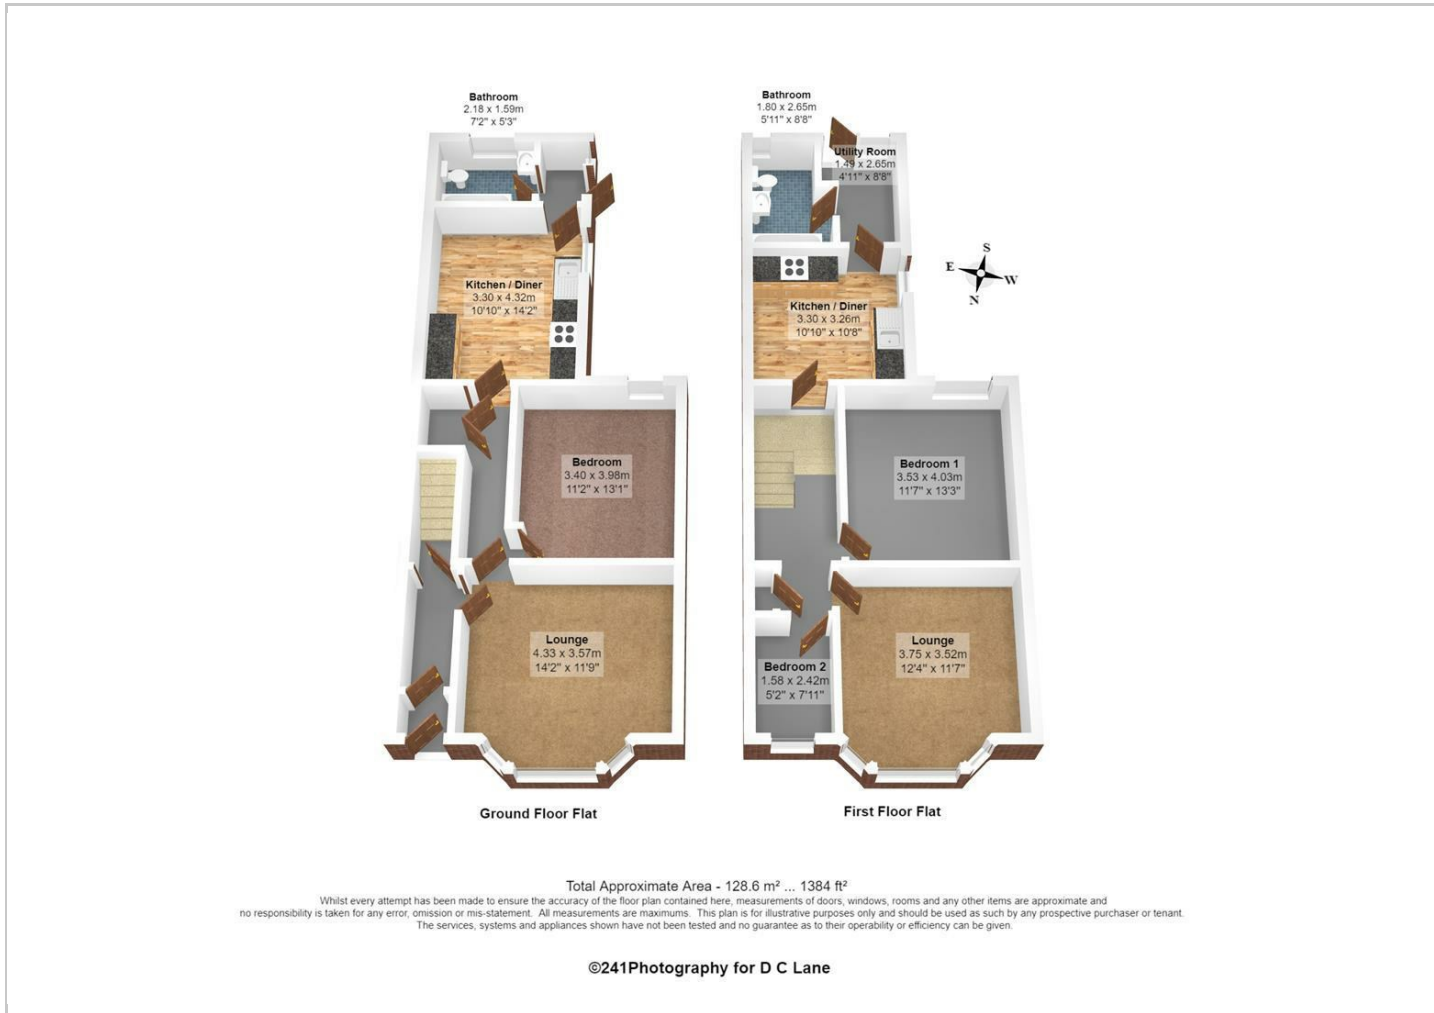 Bathroom
2.18 x 1.59m
7'2" x 5'3"
Kitchen / Diner
3.30 x 4.32m
10'10" x 14'2"
Bedroom
3.40 x 3.98m
11'2" x 13'1"
Lounge
4.33 x 3.57m
14'2" x 11'9"
Ground Floor Flat
Bathroom
1.80 x 2.65m
5'11" x 8'8"
Utility Room
1.49 x 2.65m
4'11" x 8'8"
Kitchen / Diner
3.30 x 3.26m
10'10" x 10'8"
S
E
W
N
Bedroom 1
3.53 x 4.03m
11'7" x 13'3"
Lounge
3.75 x 3.52m
12'4" x 11'7"
Bedroom 2
1.58 x 2.42m
5'2" x 7'11"
First Floor Flat
Total Approximate Area - 128.6 m² ... 1384 ft²
Whilst every attempt has been made to ensure the accuracy of the floor plan contained here, measurements of doors, windows, rooms and any other items are approximate and
no responsibility is taken for any error, omission or mis-statement. All measurements are maximums. This plan is for illustrative purposes only and should be used as such by any prospective purchaser or tenant.
The services, systems and appliances shown have not been tested and no guarantee as to their operability or efficiency can be given.
©241Photography for D C Lane